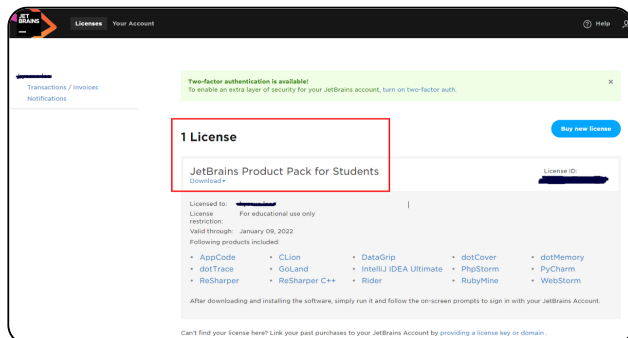 JET
BRAINS
Licenses
Your Account
Help
Transactions / Invoices
Notifications
Two-factor authentication is available!
To enable an extra layer of security for your JetBrains account, turn on two-factor auth.
×
1 License
Buy new license
JetBrains Product Pack for Students
Download
License ID:
Licensed to:
License restriction:
For educational use only
Valid through: January 09, 2022
Following products included:
• AppCode • CLion • DataGrip • dotCover • dotMemory
• dotTrace • GoLand • IntelliJ IDEA Ultimate • PhpStorm • PyCharm
• ReSharper • ReSharper C++ • Rider • RubyMine • WebStorm
After downloading and installing the software, simply run it and follow the on-screen prompts to sign in with your JetBrains Account.
Can't find your license here? Link your past purchases to your JetBrains Account by providing a license key or domain .